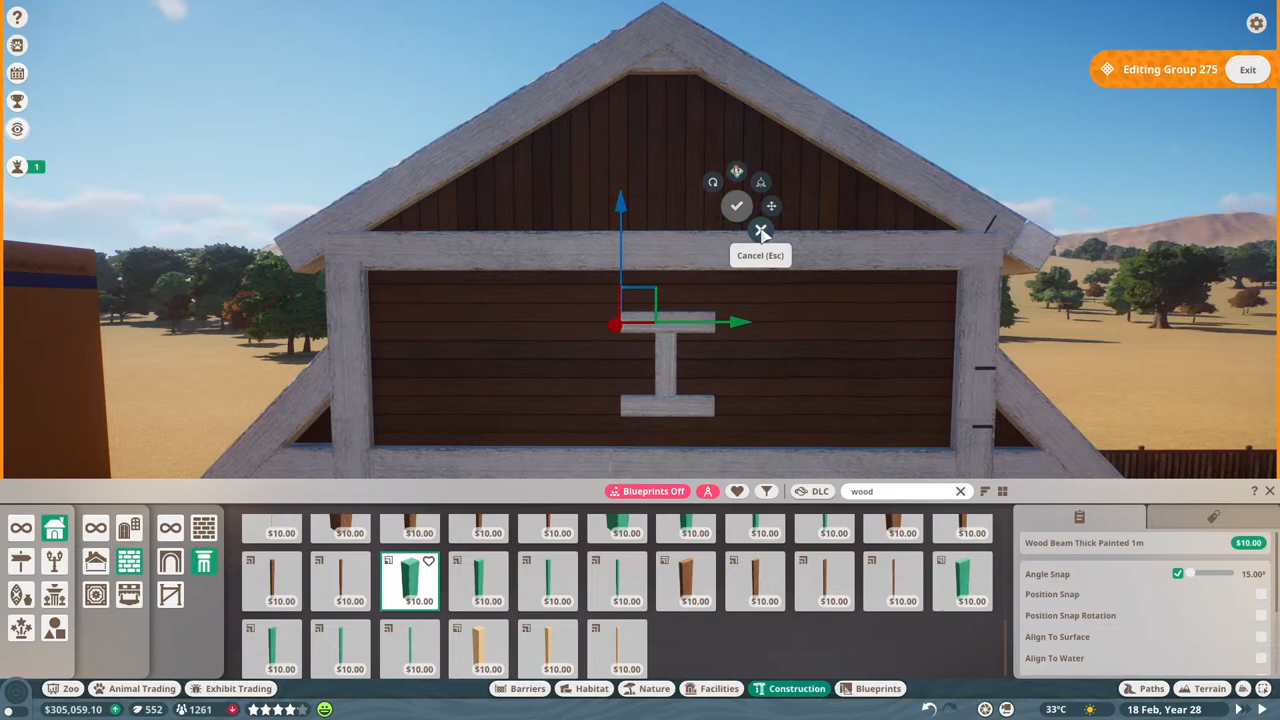 ?
Editing Group 275
Exit
1
Cancel (Esc)
Blueprints Off
DLC
wood
?
$10.00 $10.00 $10.00 $10.00 $10.00 $10.00 $10.00 $10.00 $10.00 $10.00 $10.00
$10.00 $10.00 $10.00 $10.00 $10.00 $10.00 $10.00 $10.00 $10.00 $10.00 $10.00
$10.00 $10.00 $10.00 $10.00 $10.00 $10.00
Wood Beam Thick Painted 1m $10.00
Angle Snap 15.00°
Position Snap
Position Snap Rotation
Align To Surface
Align To Water
Zoo Animal Trading Exhibit Trading Barriers Habitat Nature Facilities Construction Blueprints Paths Terrain
$305,059.10 552 1261 33°C 18 Feb, Year 28